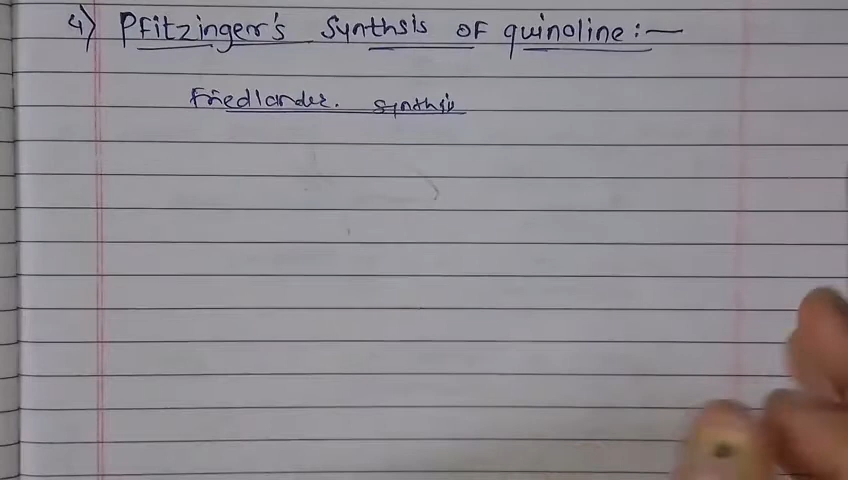 4) Pfitzinger's Synthsis of quinoline :—
Friedlander. synthsis